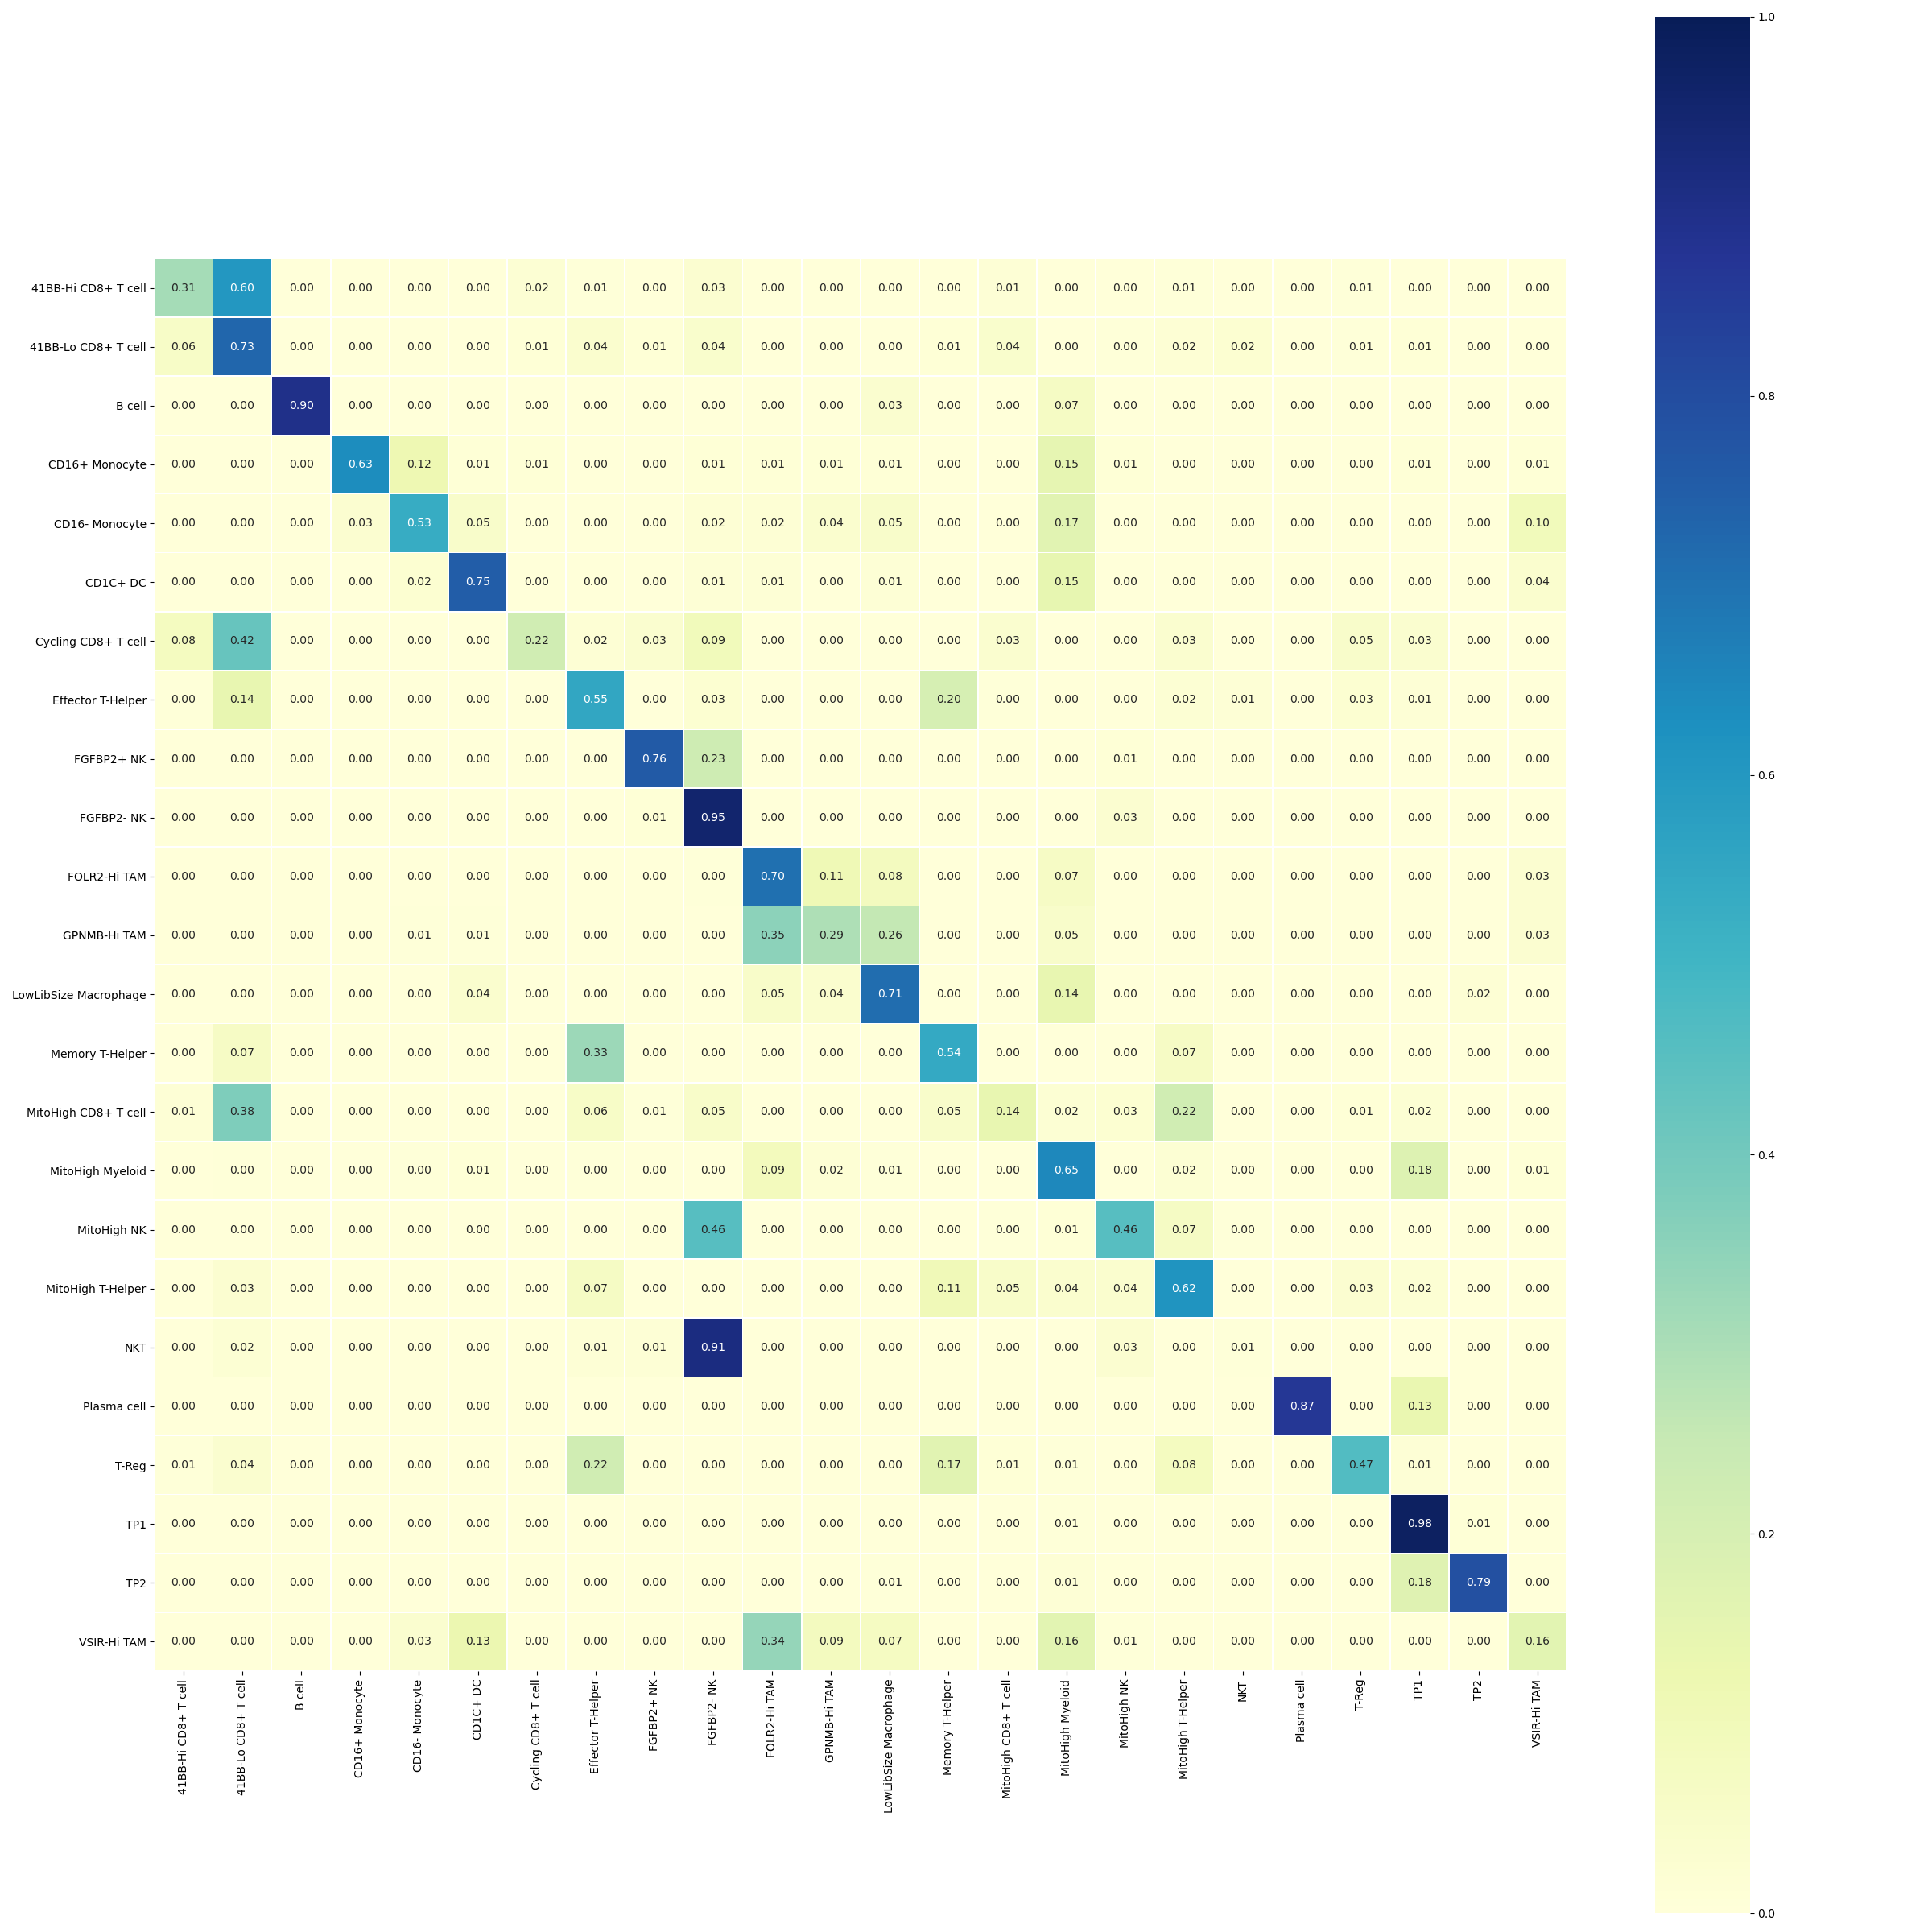 1.0
41BB-Hi CD8+ T cell 0.31 0.60 0.00 0.00 0.00 0.00 0.02 0.01 0.00 0.03 0.00 0.00 0.00 0.00 0.01 0.00 0.00 0.01 0.00 0.00 0.01 0.00 0.00 0.00
41BB-Lo CD8+ T cell 0.06 0.73 0.00 0.00 0.00 0.00 0.01 0.04 0.01 0.04 0.00 0.00 0.00 0.01 0.04 0.00 0.00 0.02 0.02 0.00 0.01 0.01 0.00 0.00
0.8
B cell 0.00 0.00 0.90 0.00 0.00 0.00 0.00 0.00 0.00 0.00 0.00 0.00 0.03 0.00 0.00 0.07 0.00 0.00 0.00 0.00 0.00 0.00 0.00 0.00
CD16+ Monocyte 0.00 0.00 0.00 0.63 0.12 0.01 0.01 0.00 0.00 0.01 0.01 0.01 0.01 0.00 0.00 0.15 0.01 0.00 0.00 0.00 0.00 0.01 0.00 0.01
CD16- Monocyte 0.00 0.00 0.00 0.03 0.53 0.05 0.00 0.00 0.00 0.02 0.02 0.04 0.05 0.00 0.00 0.17 0.00 0.00 0.00 0.00 0.00 0.00 0.00 0.10
CD1C+ DC 0.00 0.00 0.00 0.00 0.02 0.75 0.00 0.00 0.00 0.01 0.01 0.00 0.01 0.00 0.00 0.15 0.00 0.00 0.00 0.00 0.00 0.00 0.00 0.04
Cycling CD8+ T cell 0.08 0.42 0.00 0.00 0.00 0.00 0.22 0.02 0.03 0.09 0.00 0.00 0.00 0.00 0.03 0.00 0.00 0.03 0.00 0.00 0.05 0.03 0.00 0.00
Effector T-Helper 0.00 0.14 0.00 0.00 0.00 0.00 0.00 0.55 0.00 0.03 0.00 0.00 0.00 0.20 0.00 0.00 0.00 0.02 0.01 0.00 0.03 0.01 0.00 0.00
FGFBP2+ NK 0.00 0.00 0.00 0.00 0.00 0.00 0.00 0.00 0.76 0.23 0.00 0.00 0.00 0.00 0.00 0.00 0.01 0.00 0.00 0.00 0.00 0.00 0.00 0.00
0.6
FGFBP2- NK 0.00 0.00 0.00 0.00 0.00 0.00 0.00 0.00 0.01 0.95 0.00 0.00 0.00 0.00 0.00 0.00 0.03 0.00 0.00 0.00 0.00 0.00 0.00 0.00
FOLR2-Hi TAM 0.00 0.00 0.00 0.00 0.00 0.00 0.00 0.00 0.00 0.00 0.70 0.11 0.08 0.00 0.00 0.07 0.00 0.00 0.00 0.00 0.00 0.00 0.00 0.03
GPNMB-Hi TAM 0.00 0.00 0.00 0.00 0.01 0.01 0.00 0.00 0.00 0.00 0.35 0.29 0.26 0.00 0.00 0.05 0.00 0.00 0.00 0.00 0.00 0.00 0.00 0.03
LowLibSize Macrophage 0.00 0.00 0.00 0.00 0.00 0.04 0.00 0.00 0.00 0.00 0.05 0.04 0.71 0.00 0.00 0.14 0.00 0.00 0.00 0.00 0.00 0.00 0.02 0.00
Memory T-Helper 0.00 0.07 0.00 0.00 0.00 0.00 0.00 0.33 0.00 0.00 0.00 0.00 0.00 0.54 0.00 0.00 0.00 0.07 0.00 0.00 0.00 0.00 0.00 0.00
MitoHigh CD8+ T cell 0.01 0.38 0.00 0.00 0.00 0.00 0.00 0.06 0.01 0.05 0.00 0.00 0.00 0.05 0.14 0.02 0.03 0.22 0.00 0.00 0.01 0.02 0.00 0.00
0.4
MitoHigh Myeloid 0.00 0.00 0.00 0.00 0.00 0.01 0.00 0.00 0.00 0.00 0.09 0.02 0.01 0.00 0.00 0.65 0.00 0.02 0.00 0.00 0.00 0.18 0.00 0.01
MitoHigh NK 0.00 0.00 0.00 0.00 0.00 0.00 0.00 0.00 0.00 0.46 0.00 0.00 0.00 0.00 0.00 0.01 0.46 0.07 0.00 0.00 0.00 0.00 0.00 0.00
MitoHigh T-Helper 0.00 0.03 0.00 0.00 0.00 0.00 0.00 0.07 0.00 0.00 0.00 0.00 0.00 0.11 0.05 0.04 0.04 0.62 0.00 0.00 0.03 0.02 0.00 0.00
NKT 0.00 0.02 0.00 0.00 0.00 0.00 0.00 0.01 0.01 0.91 0.00 0.00 0.00 0.00 0.00 0.00 0.03 0.00 0.01 0.00 0.00 0.00 0.00 0.00
Plasma cell 0.00 0.00 0.00 0.00 0.00 0.00 0.00 0.00 0.00 0.00 0.00 0.00 0.00 0.00 0.00 0.00 0.00 0.00 0.00 0.87 0.00 0.13 0.00 0.00
T-Reg 0.01 0.04 0.00 0.00 0.00 0.00 0.00 0.22 0.00 0.00 0.00 0.00 0.00 0.17 0.01 0.01 0.00 0.08 0.00 0.00 0.47 0.01 0.00 0.00
TP1 0.00 0.00 0.00 0.00 0.00 0.00 0.00 0.00 0.00 0.00 0.00 0.00 0.00 0.00 0.00 0.01 0.00 0.00 0.00 0.00 0.00 0.98 0.01 0.00
0.2
TP2 0.00 0.00 0.00 0.00 0.00 0.00 0.00 0.00 0.00 0.00 0.00 0.00 0.01 0.00 0.00 0.01 0.00 0.00 0.00 0.00 0.00 0.18 0.79 0.00
VSIR-Hi TAM 0.00 0.00 0.00 0.00 0.03 0.13 0.00 0.00 0.00 0.00 0.34 0.09 0.07 0.00 0.00 0.16 0.01 0.00 0.00 0.00 0.00 0.00 0.00 0.16
41BB-Hi CD8+ T cell
41BB-Lo CD8+ T cell
B cell
CD16+ Monocyte
CD16- Monocyte
CD1C+ DC
Cycling CD8+ T cell
Effector T-Helper
FGFBP2+ NK
FGFBP2- NK
FOLR2-Hi TAM
GPNMB-Hi TAM
LowLibSize Macrophage
Memory T-Helper
MitoHigh CD8+ T cell
MitoHigh Myeloid
MitoHigh NK
MitoHigh T-Helper
NKT
Plasma cell
T-Reg
TP1
TP2
VSIR-Hi TAM
0.0